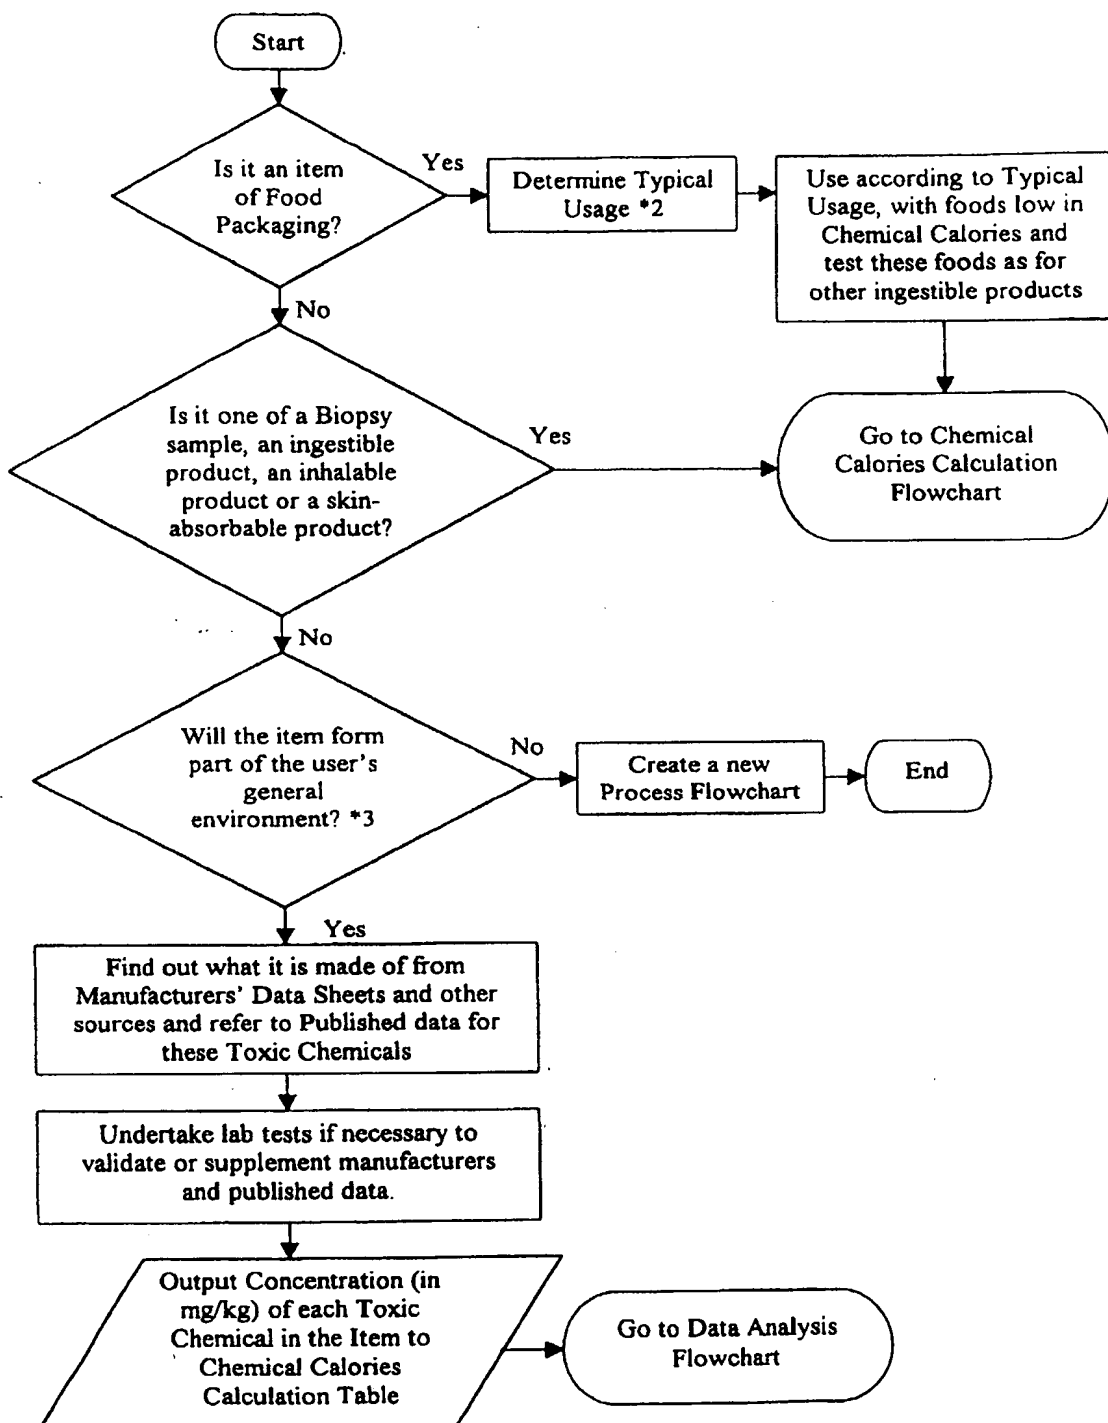 Start
Is it an item
of Food
Packaging?
Yes
Determine Typical
Usage *2
Use according to Typical
Usage, with foods low in
Chemical Calories and
test these foods as for
other ingestible products
No
Is it one of a Biopsy
sample, an ingestible
product, an inhalable
product or a skin-
absorbable product?
Yes
Go to Chemical
Calories Calculation
Flowchart
No
Will the item form
part of the user's
general
environment? *3
No
Create a new
Process Flowchart
End
Yes
Find out what it is made of from
Manufacturers' Data Sheets and other
sources and refer to Published data for
these Toxic Chemicals
Undertake lab tests if necessary to
validate or supplement manufacturers
and published data.
Output Concentration (in
mg/kg) of each Toxic
Chemical in the Item to
Chemical Calories
Calculation Table
Go to Data Analysis
Flowchart